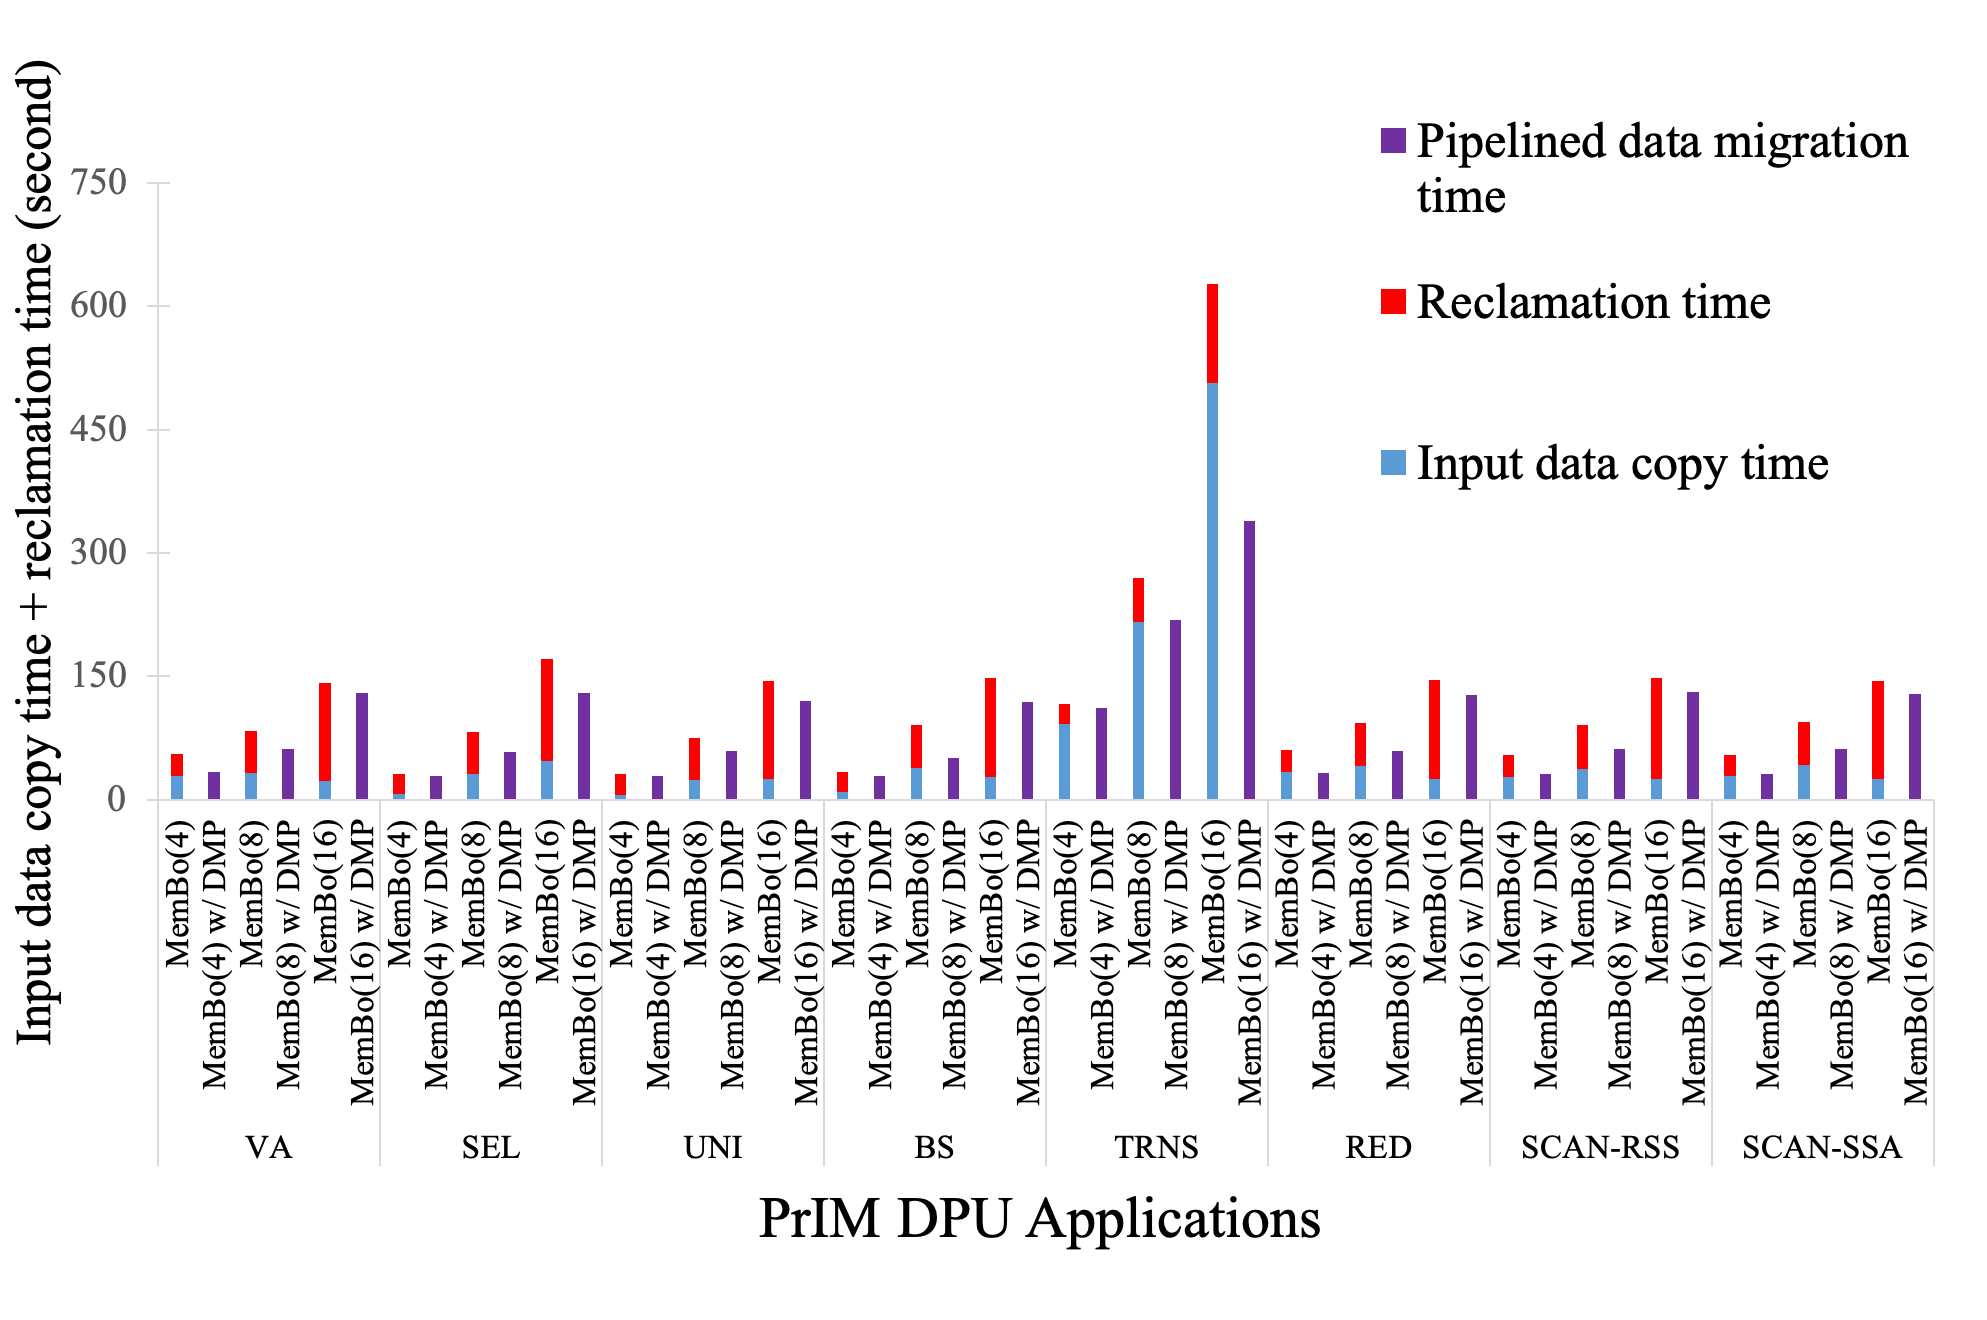 Input data copy time + reclamation time (second)
750
600
450
300
150
0
Pipelined data migration
time
Reclamation time
Input data copy time
MemBo(4)
MemBo(4) w/ DMP
MemBo(8)
MemBo(8) w/ DMP
MemBo(16)
MemBo(16) w/ DMP
MemBo(4)
MemBo(4) w/ DMP
MemBo(8)
MemBo(8) w/ DMP
MemBo(16)
MemBo(16) w/ DMP
MemBo(4)
MemBo(4) w/ DMP
MemBo(8)
MemBo(8) w/ DMP
MemBo(16)
MemBo(16) w/ DMP
MemBo(4)
MemBo(4) w/ DMP
MemBo(8)
MemBo(8) w/ DMP
MemBo(16)
MemBo(16) w/ DMP
MemBo(4)
MemBo(4) w/ DMP
MemBo(8)
MemBo(8) w/ DMP
MemBo(16)
MemBo(16) w/ DMP
MemBo(4)
MemBo(4) w/ DMP
MemBo(8)
MemBo(8) w/ DMP
MemBo(16)
MemBo(16) w/ DMP
MemBo(4)
MemBo(4) w/ DMP
MemBo(8)
MemBo(8) w/ DMP
MemBo(16)
MemBo(16) w/ DMP
MemBo(4)
MemBo(4) w/ DMP
MemBo(8)
MemBo(8) w/ DMP
MemBo(16)
MemBo(16) w/ DMP
VA
SEL
UNI
BS
TRNS
RED
SCAN-RSS
SCAN-SSA
PrIM DPU Applications